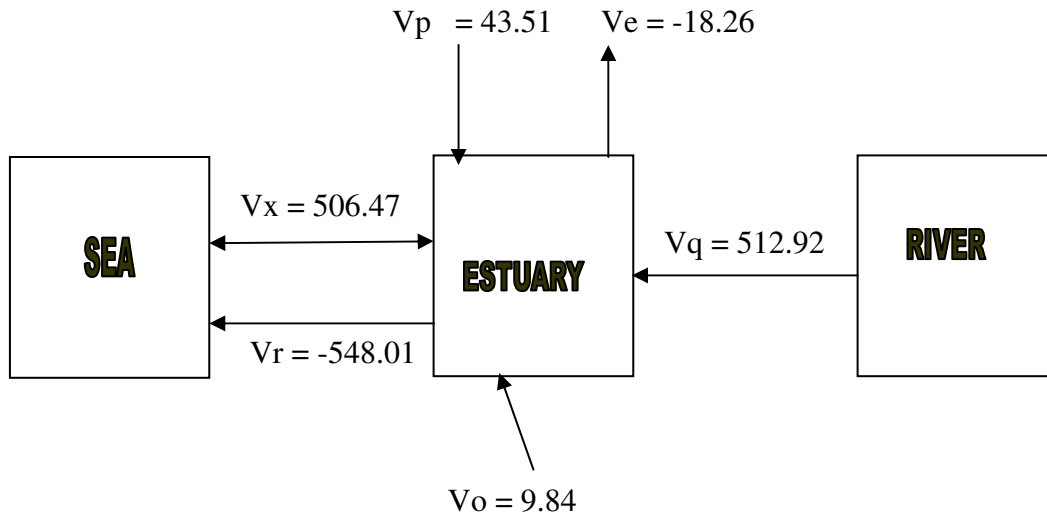 Vp = 43.51 Ve = -18.26
Vx = 506.47
SEA
Vq = 512.92
RIVER
ESTUARY
Vr = -548.01
Vo = 9.84